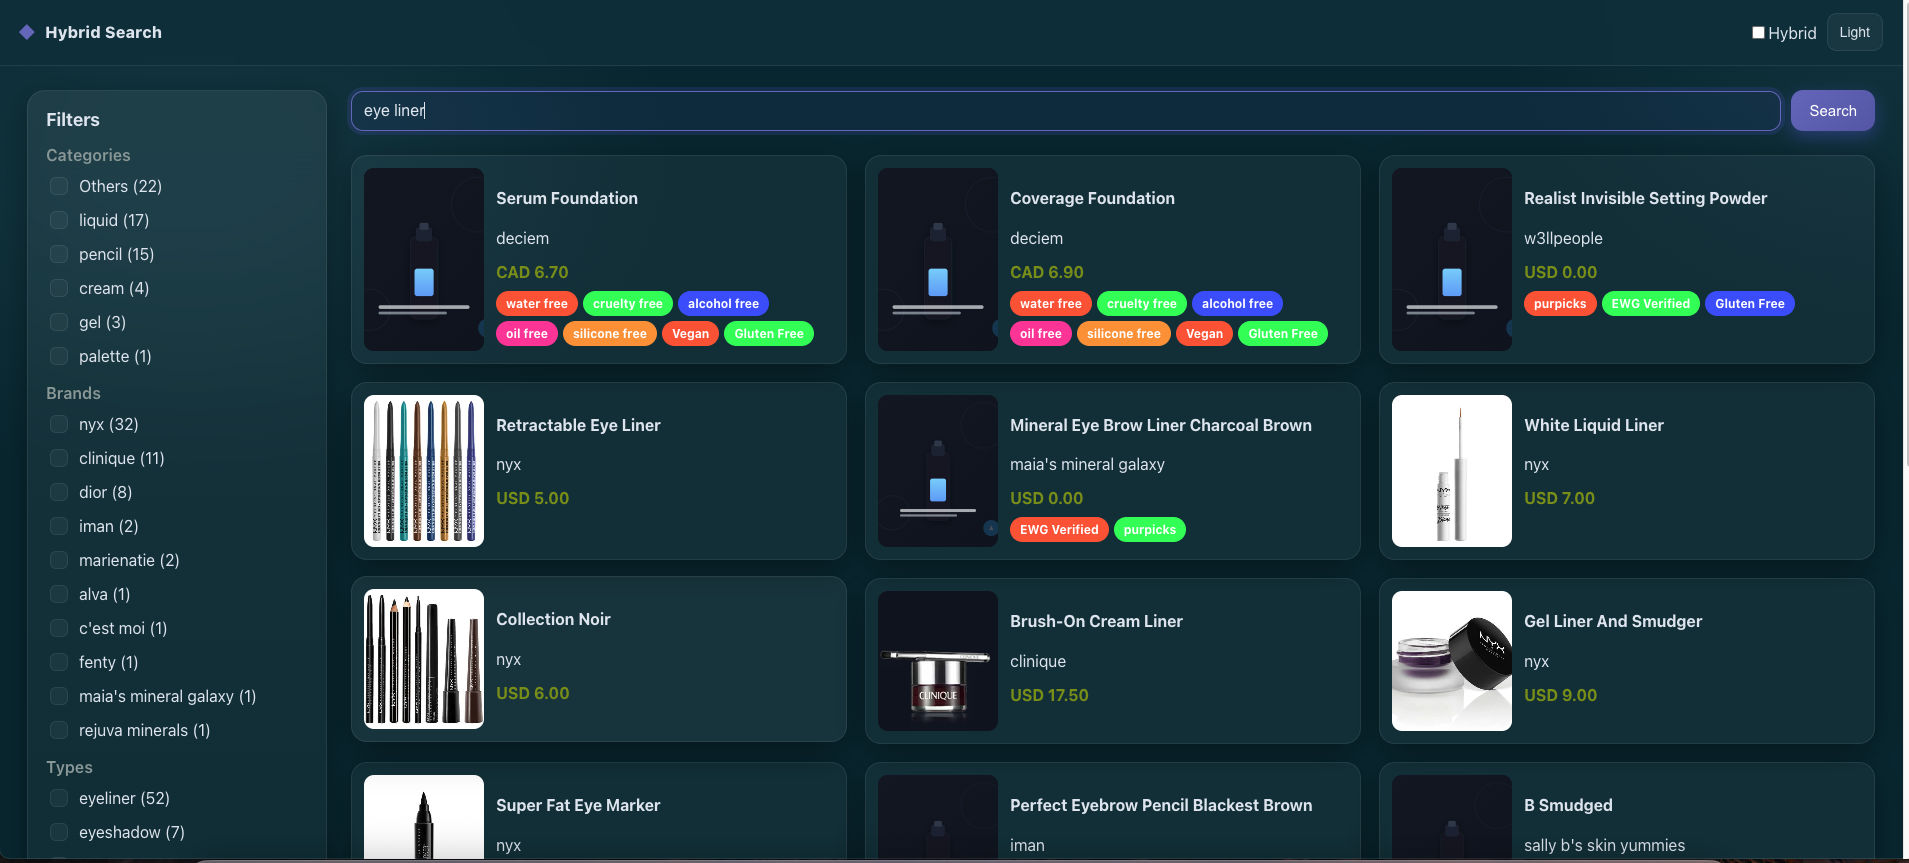 Hybrid Search
Hybrid
Light
Filters
Categories
Others (22)
liquid (17)
pencil (15)
cream (4)
gel (3)
palette (1)
Brands
nyx (32)
clinique (11)
dior (8)
iman (2)
marienatie (2)
alva (1)
c'est moi (1)
fenty (1)
maia's mineral galaxy (1)
rejuva minerals (1)
Types
eyeliner (52)
eyeshadow (7)
eye liner
Search
Serum Foundation
deciem
CAD 6.70
water free cruelty free alcohol free
oil free silicone free Vegan Gluten Free
Coverage Foundation
deciem
CAD 6.90
water free cruelty free alcohol free
oil free silicone free Vegan Gluten Free
Realist Invisible Setting Powder
w3llpeople
USD 0.00
purpicks EWG Verified Gluten Free
Retractable Eye Liner
nyx
USD 5.00
Mineral Eye Brow Liner Charcoal Brown
maia's mineral galaxy
USD 0.00
EWG Verified purpicks
White Liquid Liner
nyx
USD 7.00
Collection Noir
nyx
USD 6.00
CLINIQUE
Brush-On Cream Liner
clinique
USD 17.50
NYX
Gel Liner And Smudger
nyx
USD 9.00
Super Fat Eye Marker
nyx
Perfect Eyebrow Pencil Blackest Brown
iman
B Smudged
sally b's skin yummies